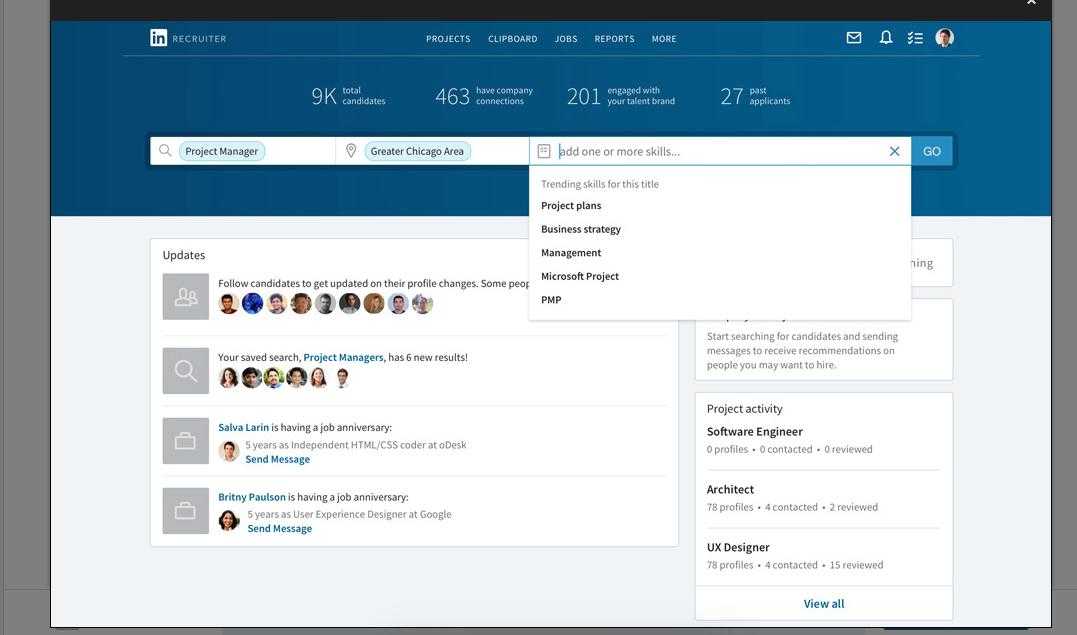 in RECRUITER
PROJECTS CLIPBOARD JOBS REPORTS MORE
9K total candidates
463 have company connections
201 engaged with your talent brand
27 past applicants
Project Manager
Greater Chicago Area
add one or more skills...
GO
Trending skills for this title
Project plans
Business strategy
Management
Microsoft Project
PMP
Updates
Follow candidates to get updated on their profile changes. Some
Your saved search, Project Managers, has 6 new results!
Salva Larin is having a job anniversary:
5 years as Independent HTML/CSS coder at oDesk
Send Message
Britny Paulson is having a job anniversary:
5 years as User Experience Designer at Google
Send Message
Start searching for candidates and sending
messages to receive recommendations on
people you may want to hire.
Project activity
Software Engineer
0 profiles • 0 contacted • 0 reviewed
Architect
78 profiles • 4 contacted • 2 reviewed
UX Designer
78 profiles • 4 contacted • 15 reviewed
View all